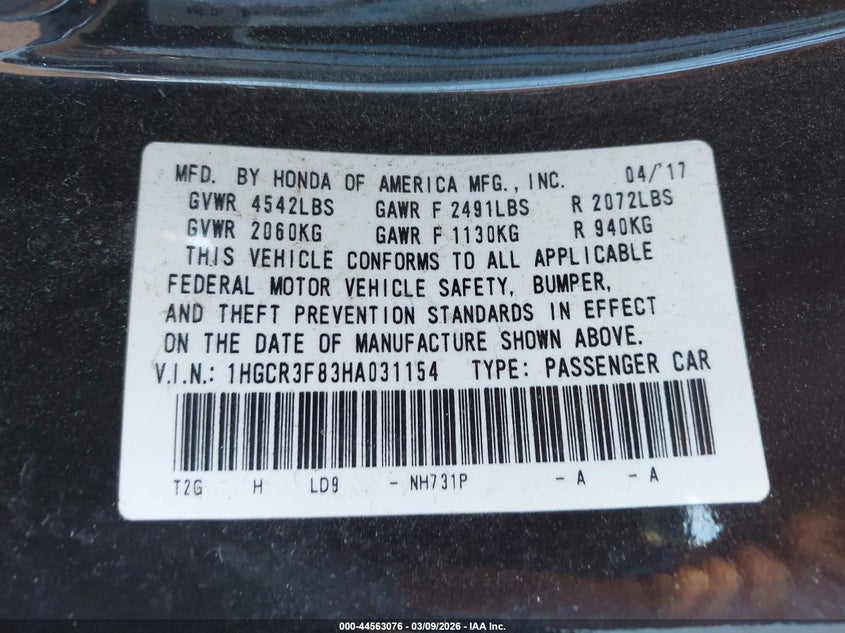 MFD. BY HONDA OF AMERICA MFG., INC. 04/'17
GVWR 4542LBS GAWR F 2491LBS R 2072LBS
GVWR 2060KG GAWR F 1130KG R 940KG
THIS VEHICLE CONFORMS TO ALL APPLICABLE
FEDERAL MOTOR VEHICLE SAFETY, BUMPER,
AND THEFT PREVENTION STANDARDS IN EFFECT
ON THE DATE OF MANUFACTURE SHOWN ABOVE.
V.I.N.: 1HGCR3F83HA031154 TYPE: PASSENGER CAR
T2G H LD9 - NH731P - A - A
000-44563076 | 03/09/2026 | IAA Inc.